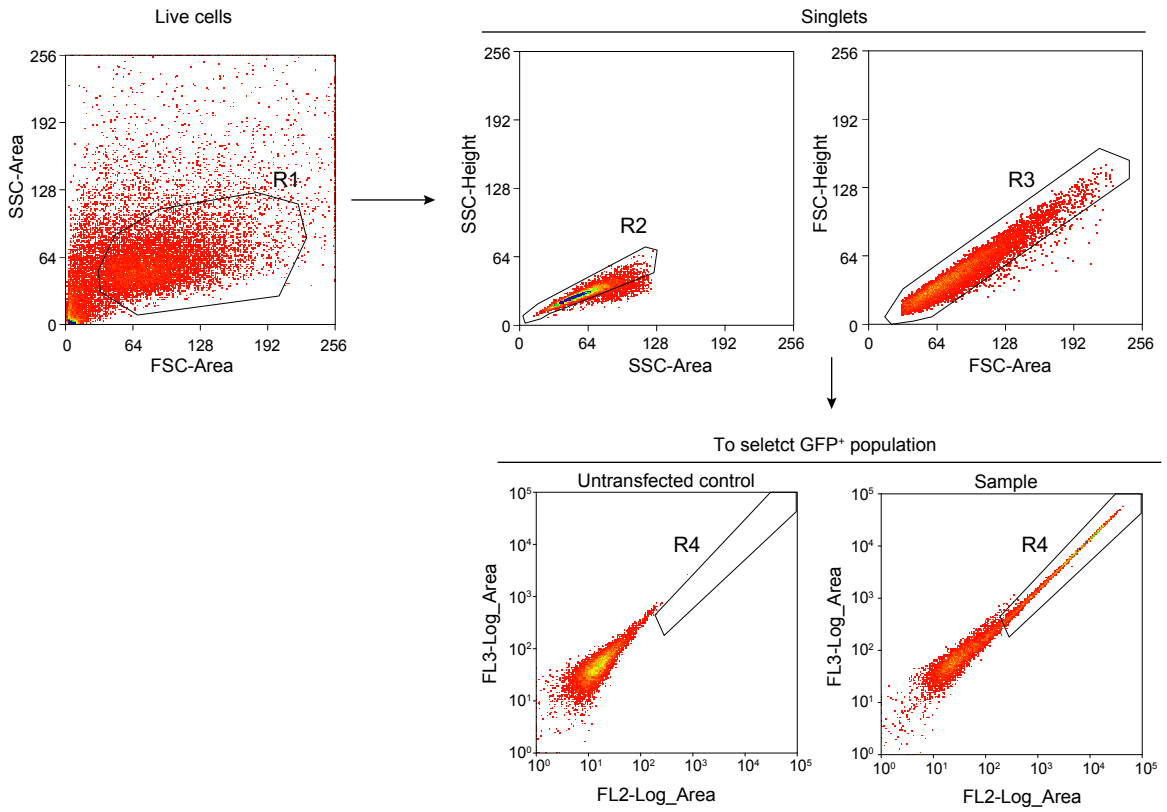 Live cells
Singlets
256
192
128
64
0
SSC-Area
R1
0 64 128 192 256
FSC-Area
256
192
128
64
0
SSC-Height
R2
0 64 128 192 256
SSC-Area
256
192
128
64
0
FSC-Height
R3
0 64 128 192 256
FSC-Area
To seletct GFP⁺ population
Untransfected control
10⁵
10⁴
10³
10²
10¹
10⁰
FL3-Log_Area
R4
10⁰ 10¹ 10² 10³ 10⁴ 10⁵
FL2-Log_Area
Sample
10⁵
10⁴
10³
10²
10¹
10⁰
FL3-Log_Area
R4
10⁰ 10¹ 10² 10³ 10⁴ 10⁵
FL2-Log_Area